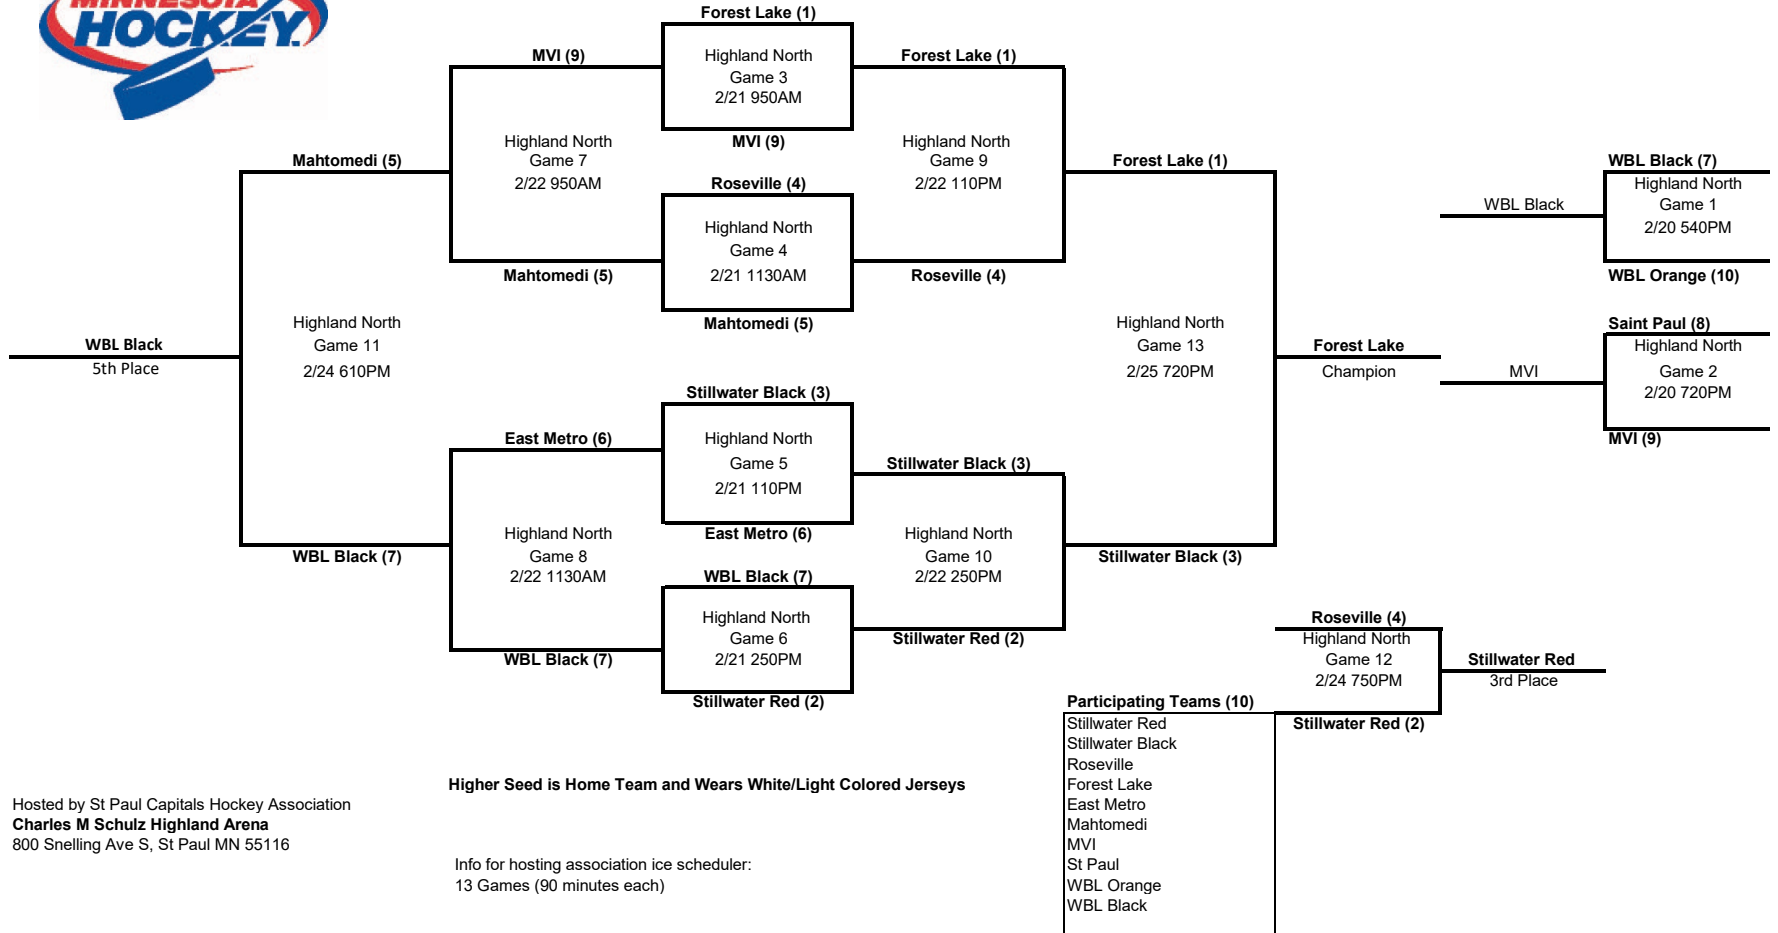 MINNESOTA
HOCKEY.
Forest Lake (1)
MVI (9)
Highland North
Game 3
2/21 950AM
Forest Lake (1)
MVI (9)
Mahtomedi (5)
Highland North
Game 7
2/22 950AM
Roseville (4)
Highland North
Game 9
2/22 110PM
Forest Lake (1)
WBL Black (7)
Highland North
Game 1
2/20 540PM
WBL Black
WBL Orange (10)
Highland North
Game 4
2/21 1130AM
Mahtomedi (5)
Roseville (4)
Mahtomedi (5)
Highland North
Game 11
2/24 610PM
WBL Black
5th Place
Highland North
Game 13
2/25 720PM
Forest Lake
Champion
Saint Paul (8)
Highland North
Game 2
2/20 720PM
MVI
MVI (9)
Stillwater Black (3)
East Metro (6)
Highland North
Game 5
2/21 110PM
Stillwater Black (3)
East Metro (6)
WBL Black (7)
Highland North
Game 8
2/22 1130AM
WBL Black (7)
Highland North
Game 10
2/22 250PM
Stillwater Black (3)
WBL Black (7)
Highland North
Game 6
2/21 250PM
Stillwater Red (2)
Stillwater Red (2)
Roseville (4)
Highland North
Game 12
2/24 750PM
Stillwater Red
3rd Place
Stillwater Red (2)
Participating Teams (10)
Stillwater Red
Stillwater Black
Roseville
Forest Lake
East Metro
Mahtomedi
MVI
St Paul
WBL Orange
WBL Black
Higher Seed is Home Team and Wears White/Light Colored Jerseys
Hosted by St Paul Capitals Hockey Association
Charles M Schulz Highland Arena
800 Snelling Ave S, St Paul MN 55116
Info for hosting association ice scheduler:
13 Games (90 minutes each)